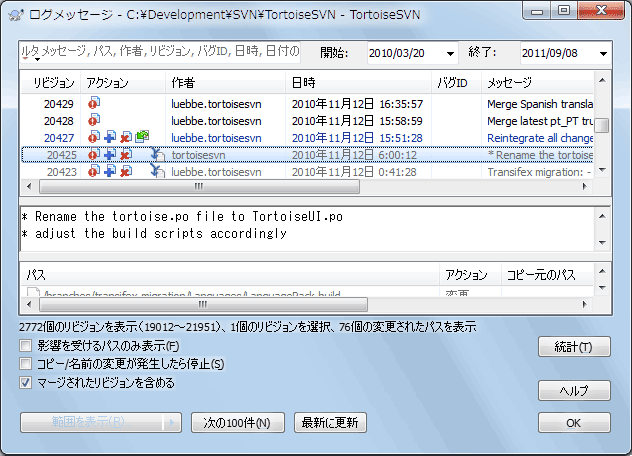 ログメッセージ - C:¥Development¥SVN¥TortoiseSVN - TortoiseSVN
メッセージ, パス, 作者, リビジョン, バグID, 日時, 日付の 開始: 2010/03/20 終了: 2011/09/08
リビジョン アクション 作者 日時 バグID メッセージ
20429 luebbe.tortoisesvn 2010年11月12日 16:35:57 Merge Spanish transla
20428 luebbe.tortoisesvn 2010年11月12日 15:58:59 Merge latest pt_PT tru
20427 luebbe.tortoisesvn 2010年11月12日 15:51:28 Reintegrate all change
20425 tortoisesvn 2010年11月12日 6:00:12 * Rename the tortoise
20423 luebbe.tortoisesvn 2010年11月12日 0:41:28 Transifex migration: -
* Rename the tortoise.po file to TortoiseUI.po
* adjust the build scripts accordingly
パス アクション コピー元のパス
/branches/transifex-migration/Languages/LanguagePack.build 変更
2772個のリビジョンを表示（19012～21951）、1個のリビジョンを選択、76個の変更されたパスを表示
影響を受けるパスのみ表示(F)
統計(T)
コピー/名前の変更が発生したら停止(S)
マージされたリビジョンを含める
ヘルプ
範囲を表示(R) 次の100件(N) 最新に更新 OK